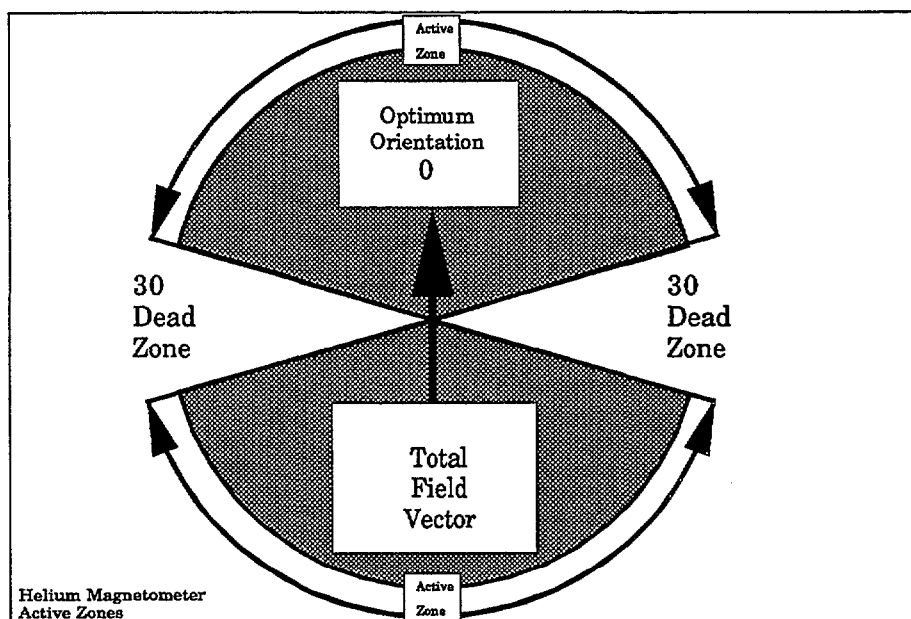 Active
Zone
Optimum
Orientation
0
30
Dead
Zone
30
Dead
Zone
Total
Field
Vector
Active
Zone
Helium Magnetometer
Active Zones